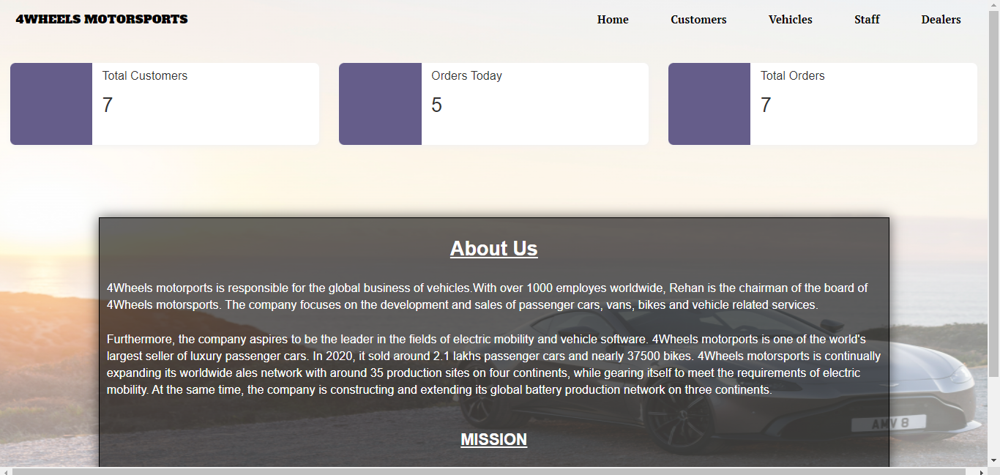 4WHEELS MOTORSPORTS
Home Customers Vehicles Staff Dealers
Total Customers
7
Orders Today
5
Total Orders
7
About Us
4Wheels motorports is responsible for the global business of vehicles.With over 1000 employes worldwide, Rehan is the chairman of the board of
4Wheels motorsports. The company focuses on the development and sales of passenger cars, vans, bikes and vehicle related services.
Furthermore, the company aspires to be the leader in the fields of electric mobility and vehicle software. 4Wheels motorports is one of the world's
largest seller of luxury passenger cars. In 2020, it sold around 2.1 lakhs passenger cars and nearly 37500 bikes. 4Wheels motorsports is continually
expanding its worldwide ales network with around 35 production sites on four continents, while gearing itself to meet the requirements of electric
mobility. At the same time, the company is constructing and extending its global battery production network on three continents.
AMV 8
MISSION